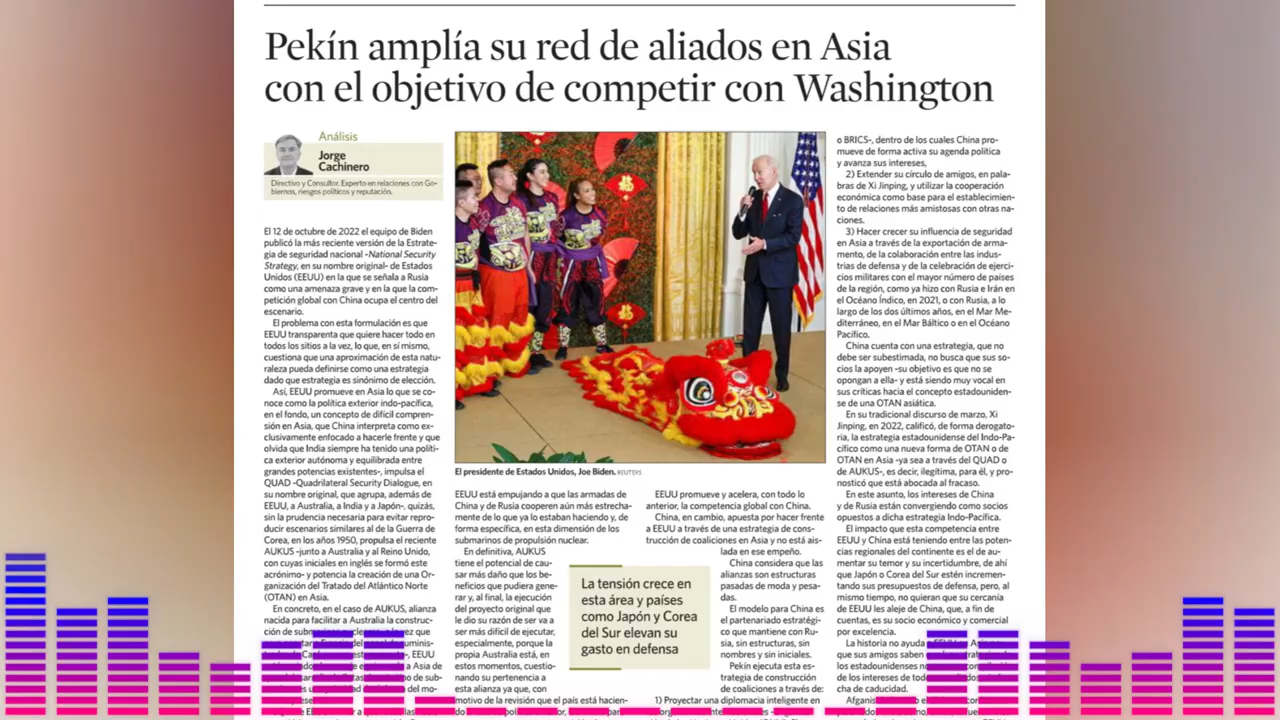 Pekín amplía su red de aliados en Asia
con el objetivo de competir con Washington
Análisis
Jorge
Cachinero
Directivo y Consultor. Experto en relaciones con Go-
biernos, riesgos políticos y reputación.
El 12 de octubre de 2022 el equipo de Biden
publicó la más reciente versión de la Estrate-
gia de seguridad nacional -National Security
Strategy, en su nombre original- de Estados
Unidos (EEUU) en la que se señala a Rusia
como una amenaza grave y en la que la com-
petición global con China ocupa el centro del
escenario.
El problema con esta formulación es que
EEUU transparenta que quiere hacer todo en
todos los sitios a la vez, lo que, en sí mismo,
cuestiona que una aproximación de esta natu-
raleza pueda definirse como una estrategia
dado que estrategia es sinónimo de elección.
Así, EEUU promueve en Asia lo que se co-
noce como la política exterior indo-pacífica,
en el fondo, un concepto de difícil compren-
sión en Asia, que China interpreta como ex-
clusivamente enfocado a hacerle frente y que
olvida que India siempre ha tenido una políti-
ca exterior autónoma y equilibrada entre
grandes potencias existentes-, impulsa el
QUAD -Quadrilateral Security Dialogue, en
su nombre original, que agrupa, además de
EEUU, a Australia, a India y a Japón-, quizás,
sin la prudencia necesaria para evitar repro-
ducir escenarios similares al de la Guerra de
Corea, en los años 1950, propulsa el reciente
AUKUS -junto a Australia y al Reino Unido,
con cuyas iniciales en inglés se formó este
acrónimo- y potencia la creación de una Or-
ganización del Tratado del Atlántico Norte
(OTAN) en Asia.
En concreto, en el caso de AUKUS, alianza
nacida para facilitar a Australia la construc-
El presidente de Estados Unidos, Joe Biden. REUTERS
EEUU está empujando a que las armadas de
China y de Rusia cooperen aún más estrecha-
mente de lo que ya lo estaban haciendo y, de
forma específica, en esta dimensión de los
submarinos de propulsión nuclear.
En definitiva, AUKUS
tiene el potencial de cau-
sar más daño que los be-
neficios que pudiera gene-
rar y, al final, la ejecución
del proyecto original que
le dio su razón de ser va a
ser más difícil de ejecutar,
especialmente, porque la
propia Australia está, en
estos momentos, cuestio-
nando su pertenencia a
esta alianza ya que, con
motivo de la revisión que el país está hacien-
La tensión crece en
esta área y países
como Japón y Corea
del Sur elevan su
gasto en defensa
EEUU promueve y acelera, con todo lo
anterior, la competencia global con China.
China, en cambio, apuesta por hacer frente
a EEUU a través de una estrategia de cons-
trucción de coaliciones en Asia y no está ais-
lada en ese empeño.
China considera que las
alianzas son estructuras
pasadas de moda y pesa-
das.
El modelo para China es
el partenariado estratégi-
co que mantiene con Ru-
sia, sin estructuras, sin
nombres y sin iniciales.
Pekín ejecuta esta es-
trategia de construcción
de coaliciones a través de:
1) Proyectar una diplomacia inteligente en
o BRICS-, dentro de los cuales China pro-
mueve de forma activa su agenda política
y avanza sus intereses,
2) Extender su círculo de amigos, en pala-
bras de Xi Jinping, y utilizar la cooperación
económica como base para el establecimien-
to de relaciones más amistosas con otras na-
ciones.
3) Hacer crecer su influencia de seguridad
en Asia a través de la exportación de arma-
mento, de la colaboración entre las indus-
trias de defensa y de la celebración de ejerci-
cios militares con el mayor número de países
de la región, como ya hizo con Rusia e Irán en
el Océano Índico, en 2021, o con Rusia, a lo
largo de los dos últimos años, en el Mar Me-
diterráneo, en el Mar Báltico o en el Océano
Pacífico.
China cuenta con una estrategia, que no
debe ser subestimada, no busca que sus so-
cios la apoyen -su objetivo es que no se
opongan a ella- y está siendo muy vocal en
sus críticas hacia el concepto estadouniden-
se de una OTAN asiática.
En su tradicional discurso de marzo, Xi
Jinping, en 2022, calificó, de forma derogato-
ria, la estrategia estadounidense del Indo-Pa-
cífico como una nueva forma de OTAN o de
OTAN en Asia -ya sea a través del QUAD o
de AUKUS-, es decir, ilegítima, para él, y pro-
nosticó que está abocada al fracaso.
En este asunto, los intereses de China
y de Rusia están convergiendo como socios
opuestos a dicha estrategia Indo-Pacífica.
El impacto que esta competencia entre
EEUU y China está teniendo entre las poten-
cias regionales del continente es el de au-
mentar su temor y su incertidumbre, de ahí
que Japón o Corea del Sur estén incremen-
tando sus presupuestos de defensa, pero, al
mismo tiempo, no quieran que su cercanía
de EEUU les aleje de China, que, a fin de
cuentas, es su socio económico y comercial
por excelencia.
La historia no ayuda
que sus amigos saben
los estadounidenses
los intereses de
cha de caducidad.